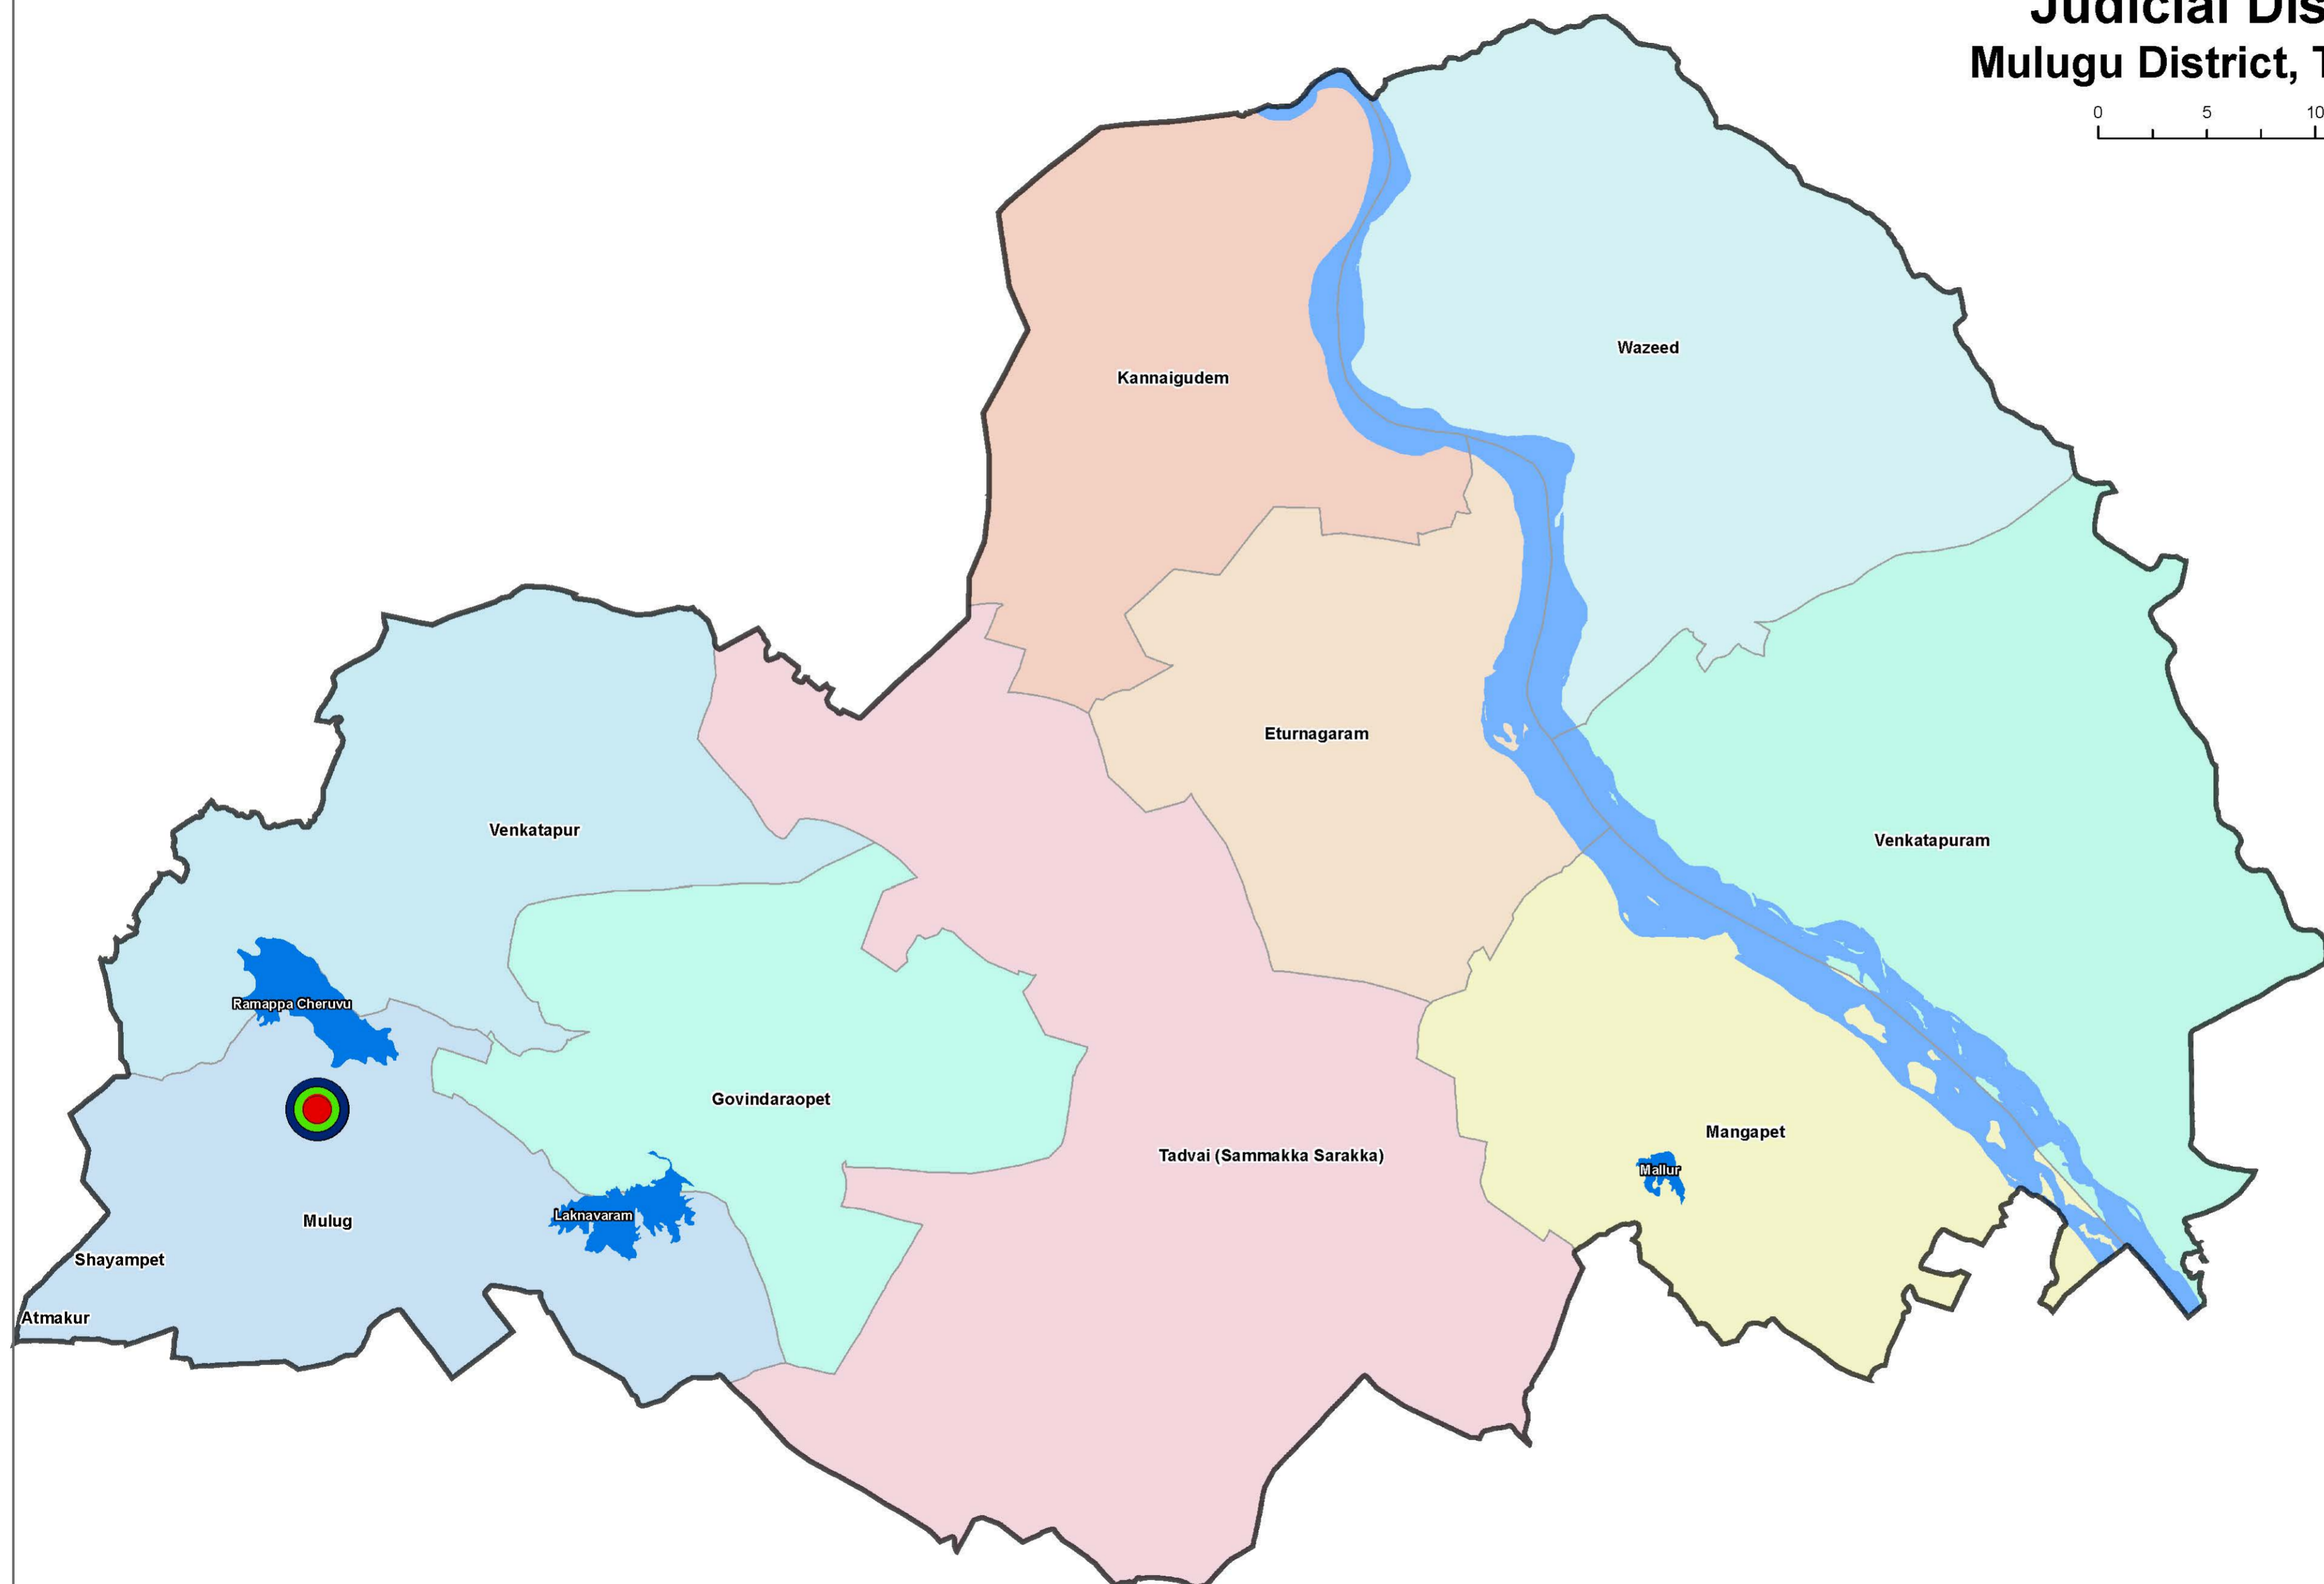 Mulugu District,
0 5 10
Wazeed
Kannaigudem
Eturnagaram
Venkatapur
Venkatapuram
Ramappa Cheruvu
Govindaraopet
Mangapet
Tadvai (Sammakka Sarakka)
Mallur
Laknavaram
Mulug
Shayampet
Atmakur